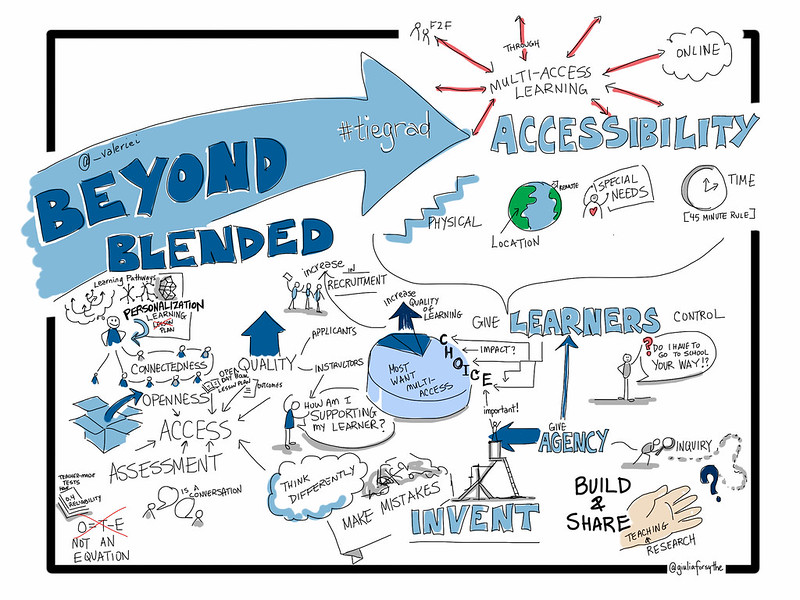 F2F
THROUGH
ONLINE
MULTI-ACCESS
LEARNING
#tiegrad
ACCESSIBILITY
@_valeriei
BEYOND
BLENDED
PHYSICAL
LOCATION
REMOTE
SPECIAL
NEEDS
TIME
[45 MINUTE RULE]
Learning Pathways
PERSONALIZATION
LEARNING
PLAN
CONNECTEDNESS
OPENNESS
ACCESS
ASSESSMENT
TEACHER-MADE
TESTS
0.4
RELIABILITY
IS A
CONVERSATION
O=T-E
NOT AN
EQUATION
increase IN
RECRUITMENT
APPLICANTS
QUALITY
INSTRUCTORS
OPEN
BOOK
LESSON PLAN
OUTCOMES
HOW AM I
SUPPORTING
MY LEARNER?
increase
QUALITY
OF
LEARNING
MOST
WANT MULTI-
ACCESS
CHOICE
IMPACT?
important!
GIVE LEARNERS CONTROL
? DO I HAVE TO
GO TO SCHOOL
YOUR WAY!?
GIVE
AGENCY
INQUIRY
?
THINK
DIFFERENTLY
MAKE MISTAKES
INVENT
BUILD
&
SHARE
TEACHING
&
RESEARCH
@giuliaforsythe